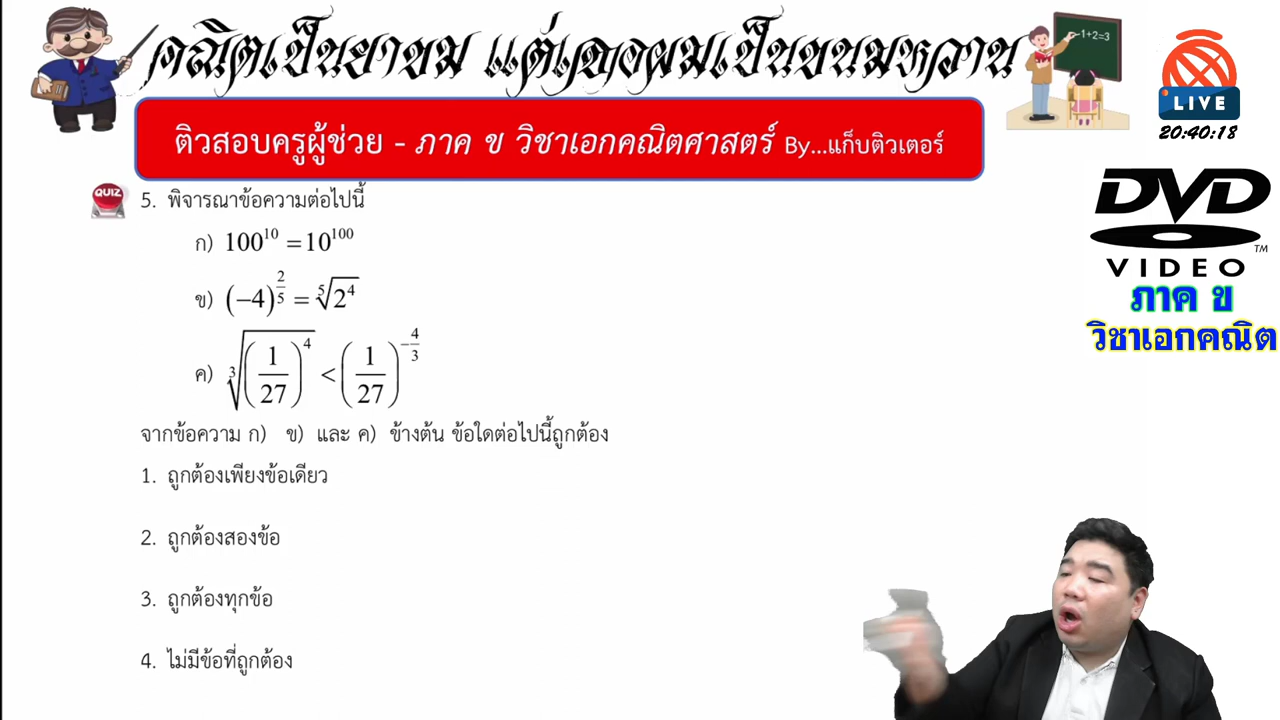 คณิตเป็นยาขม แต่เจอผมเป็นขนมหวาน
-1+2=3
LIVE
20:40:18
ติวสอบครูผู้ช่วย - ภาค ข วิชาเอกคณิตศาสตร์ By...แก็บติวเตอร์
DVD
TM
VIDEO
ภาค ข
วิชาเอกคณิต
QUIZ
5. พิจารณาข้อความต่อไปนี้
ก) 100^10 = 10^100
ข) (−4)^(2/5) = ⁵√(2^4)
ค) ³√((1/27)^4) < (1/27)^(−4/3)
จากข้อความ ก) ข) และ ค) ข้างต้น ข้อใดต่อไปนี้ถูกต้อง
1. ถูกต้องเพียงข้อเดียว
2. ถูกต้องสองข้อ
3. ถูกต้องทุกข้อ
4. ไม่มีข้อที่ถูกต้อง